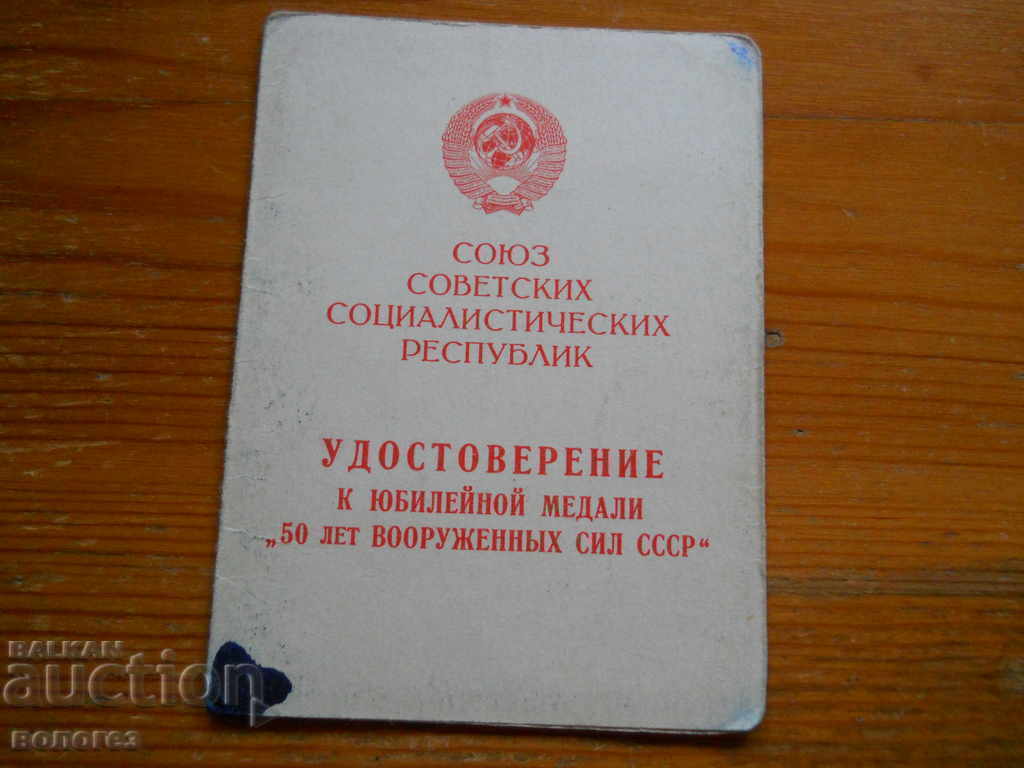 СОЮЗ
СОВЕТСКИХ
СОЦИАЛИСТИЧЕСКИХ
РЕСПУБЛИК
УДОСТОВЕРЕНИЕ
К ЮБИЛЕЙНОЙ МЕДАЛИ
„50 ЛЕТ ВООРУЖЕННЫХ СИЛ СССР“
BALKAN
auction
вологез